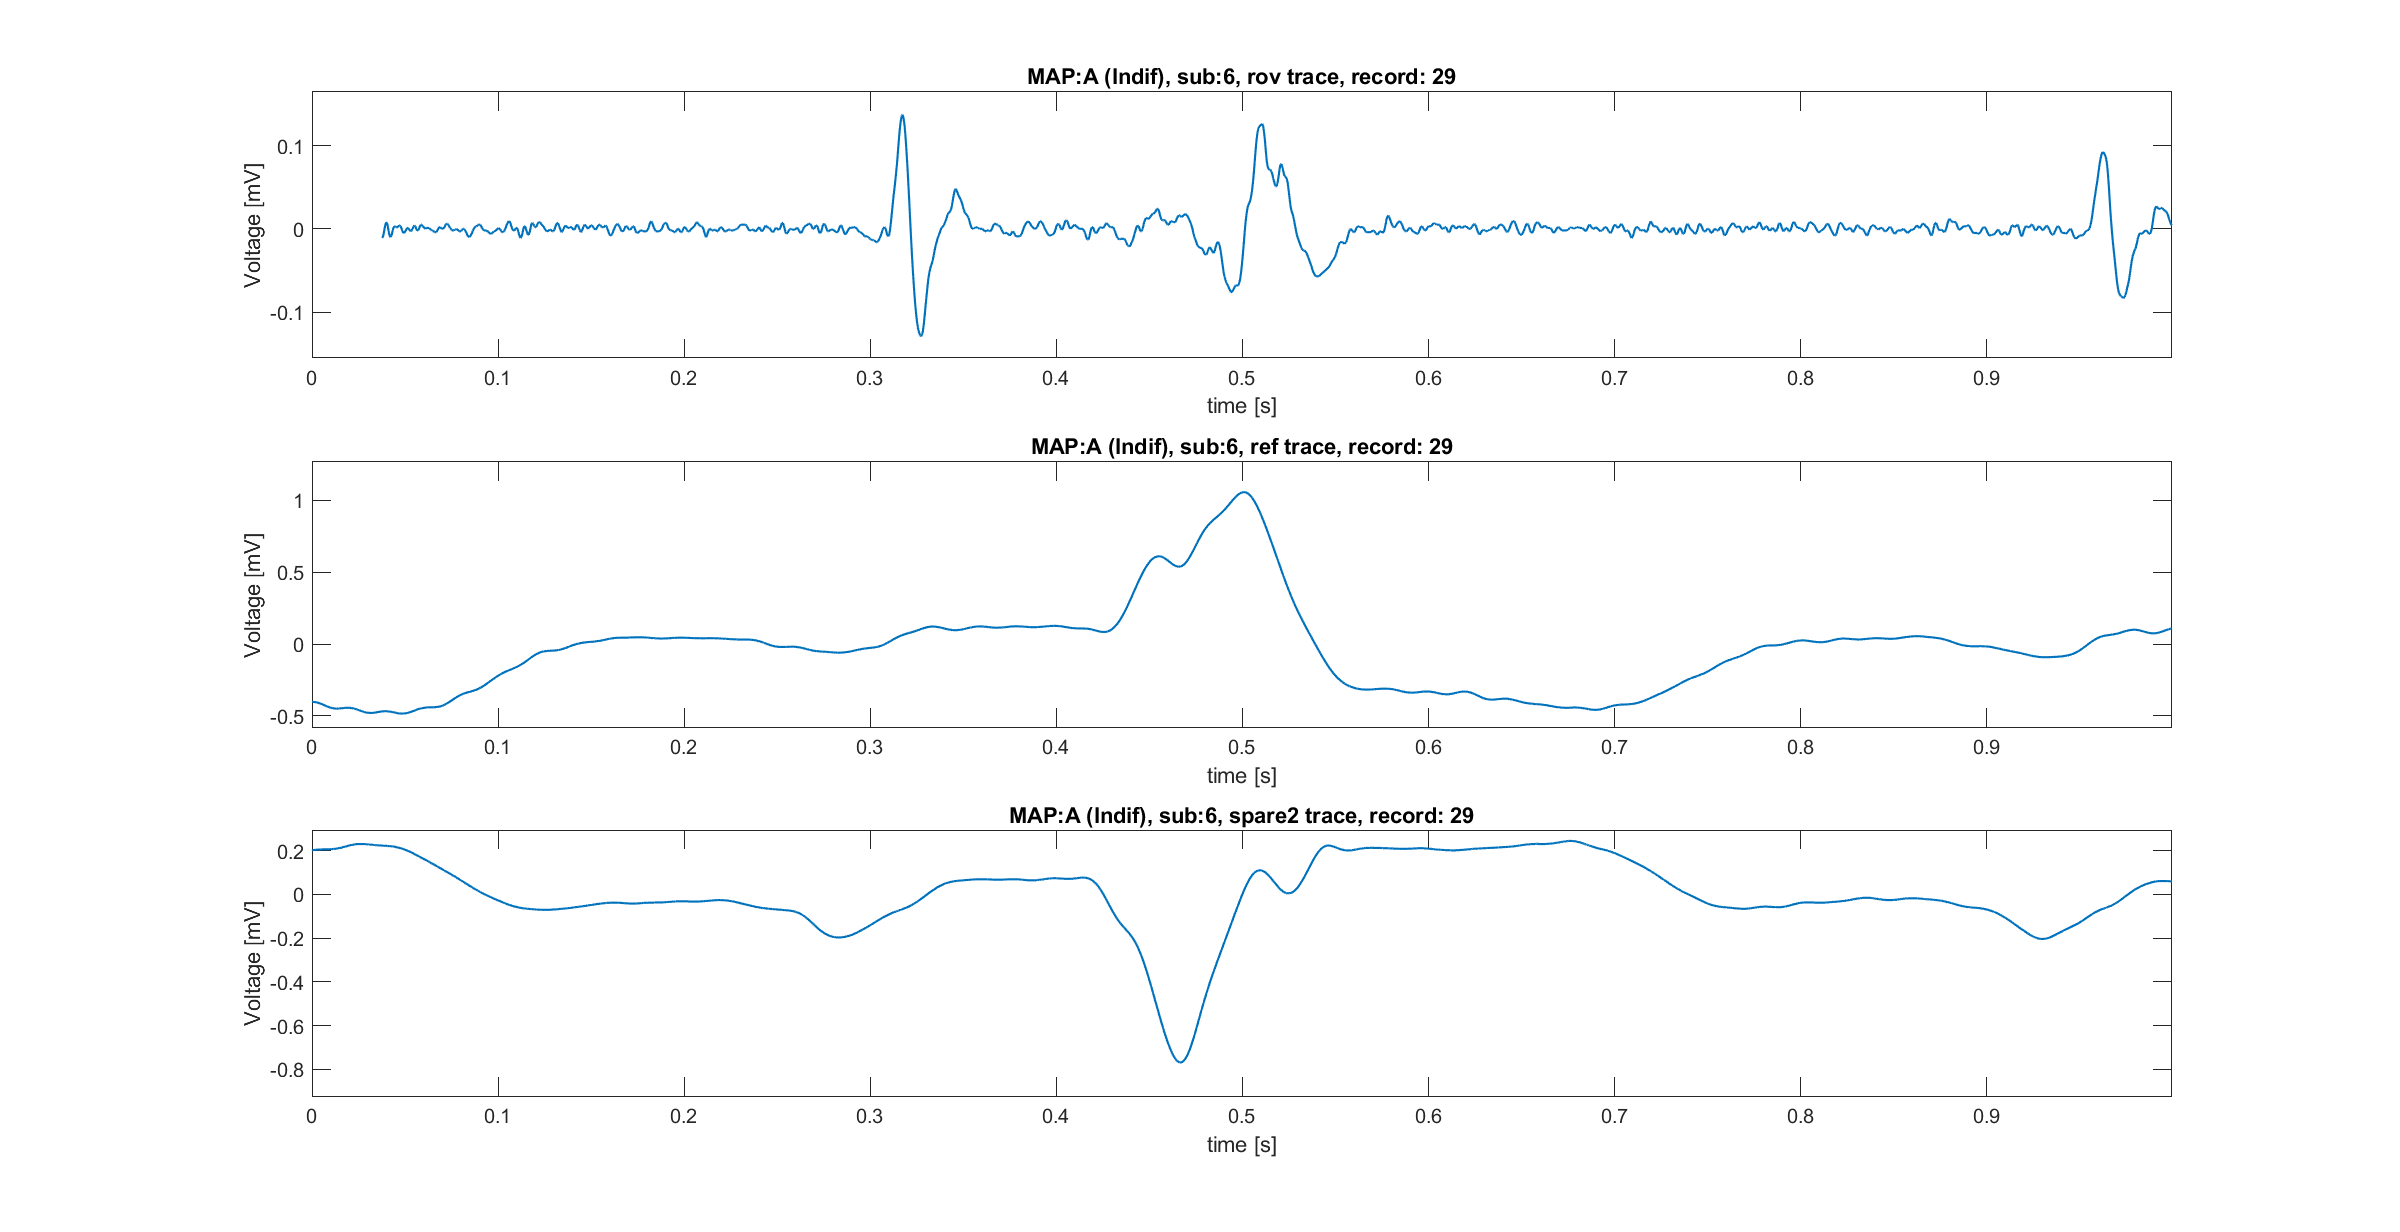 MAP:A (Indif), sub:6, rov trace, record: 29
Voltage [mV]
0.1
0
-0.1
0 0.1 0.2 0.3 0.4 0.5 0.6 0.7 0.8 0.9
time [s]
MAP:A (Indif), sub:6, ref trace, record: 29
Voltage [mV]
1
0.5
0
-0.5
0 0.1 0.2 0.3 0.4 0.5 0.6 0.7 0.8 0.9
time [s]
MAP:A (Indif), sub:6, spare2 trace, record: 29
Voltage [mV]
0.2
0
-0.2
-0.4
-0.6
-0.8
0 0.1 0.2 0.3 0.4 0.5 0.6 0.7 0.8 0.9
time [s]